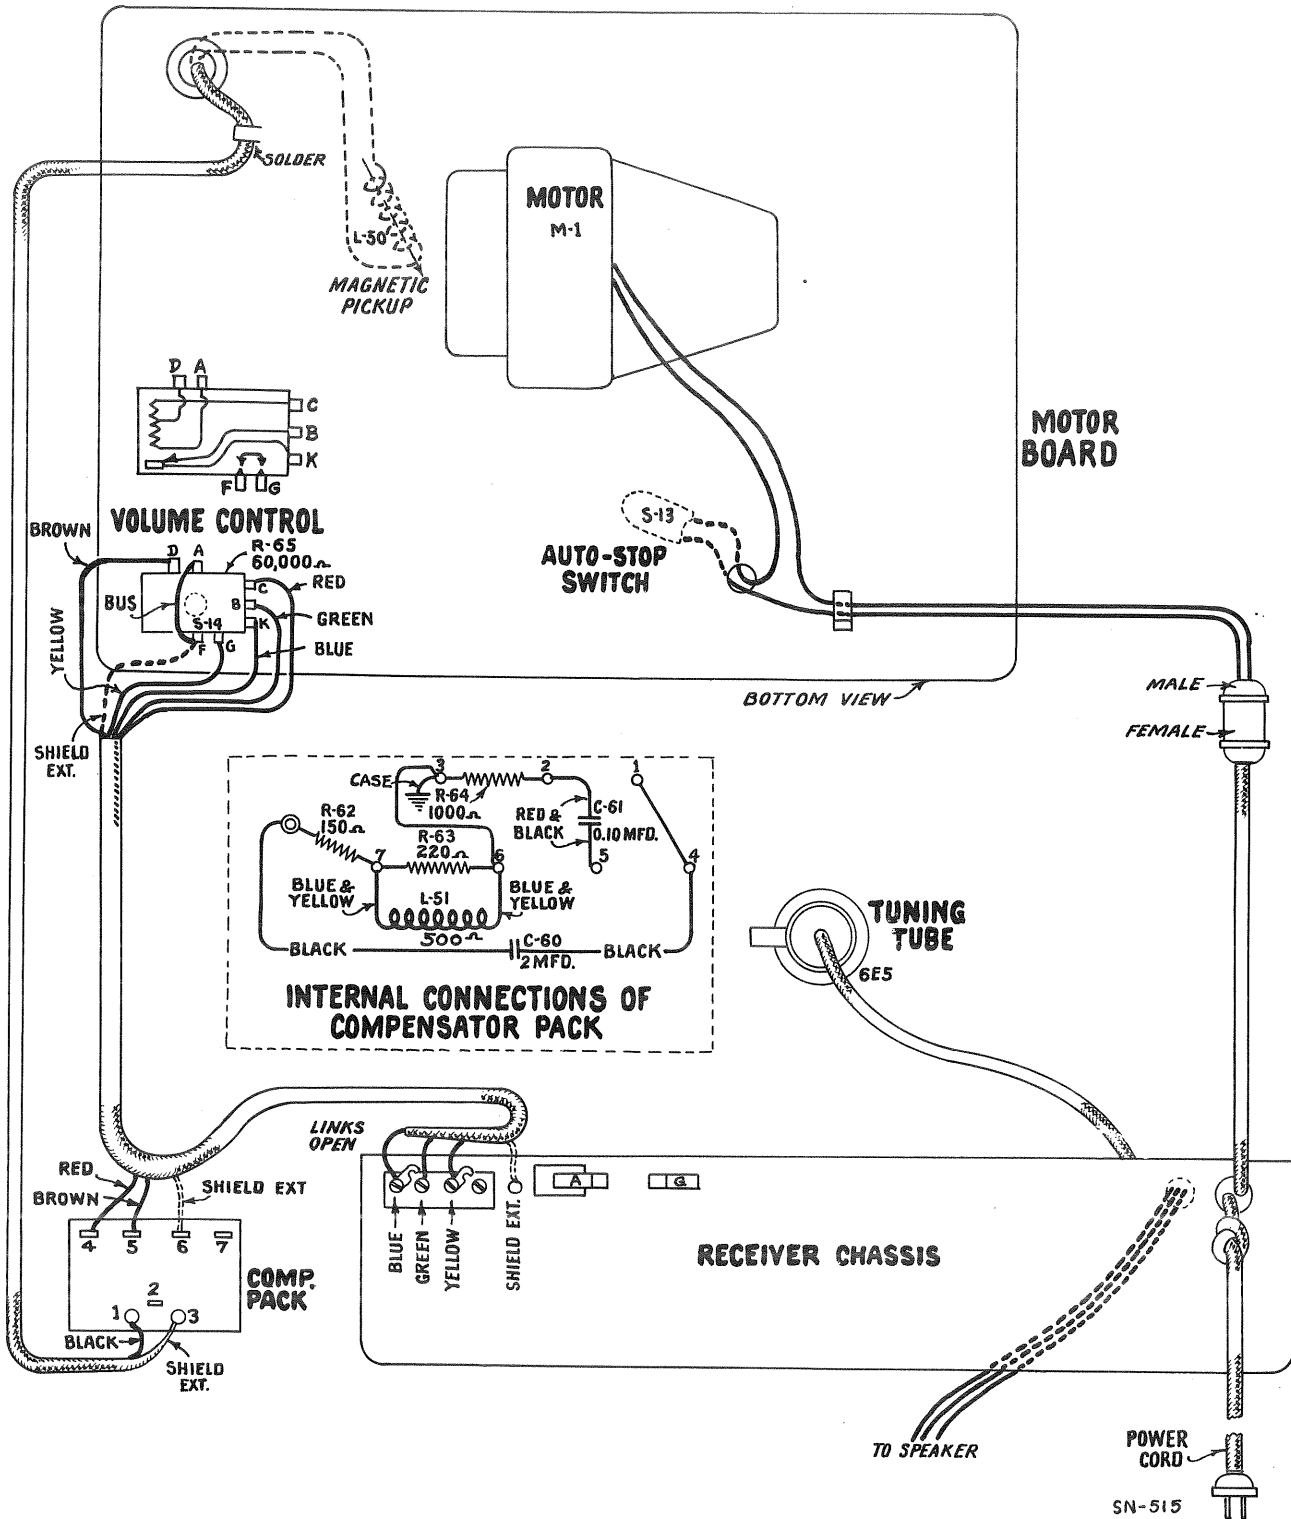 SOLDER
MOTOR
M-1
L-50
MAGNETIC
PICKUP
D A
C
B
K
F G
MOTOR
BOARD
VOLUME CONTROL
BROWN
D A
R-65
60,000Ω
RED
C
S-13
AUTO-STOP
SWITCH
BUS
B
GREEN
S-14
K
F G
BLUE
YELLOW
SHIELD
EXT.
BOTTOM VIEW
MALE
FEMALE
CASE
3
2
1
R-64
1000Ω
RED &
BLACK
C-61
0.10 MFD.
R-62
150Ω
R-63
220Ω
7
6
5
4
BLUE &
YELLOW
L-51
500Ω
BLUE &
YELLOW
BLACK
C-60
2 MFD.
BLACK
INTERNAL CONNECTIONS OF
COMPENSATOR PACK
TUNING
TUBE
6E5
LINKS
OPEN
RED
BROWN
SHIELD EXT
4 5 6 7
2
1 3
COMP.
PACK
BLACK
SHIELD
EXT.
BLUE
GREEN
YELLOW
SHIELD EXT.
A
G
RECEIVER CHASSIS
TO SPEAKER
POWER
CORD
SN-515